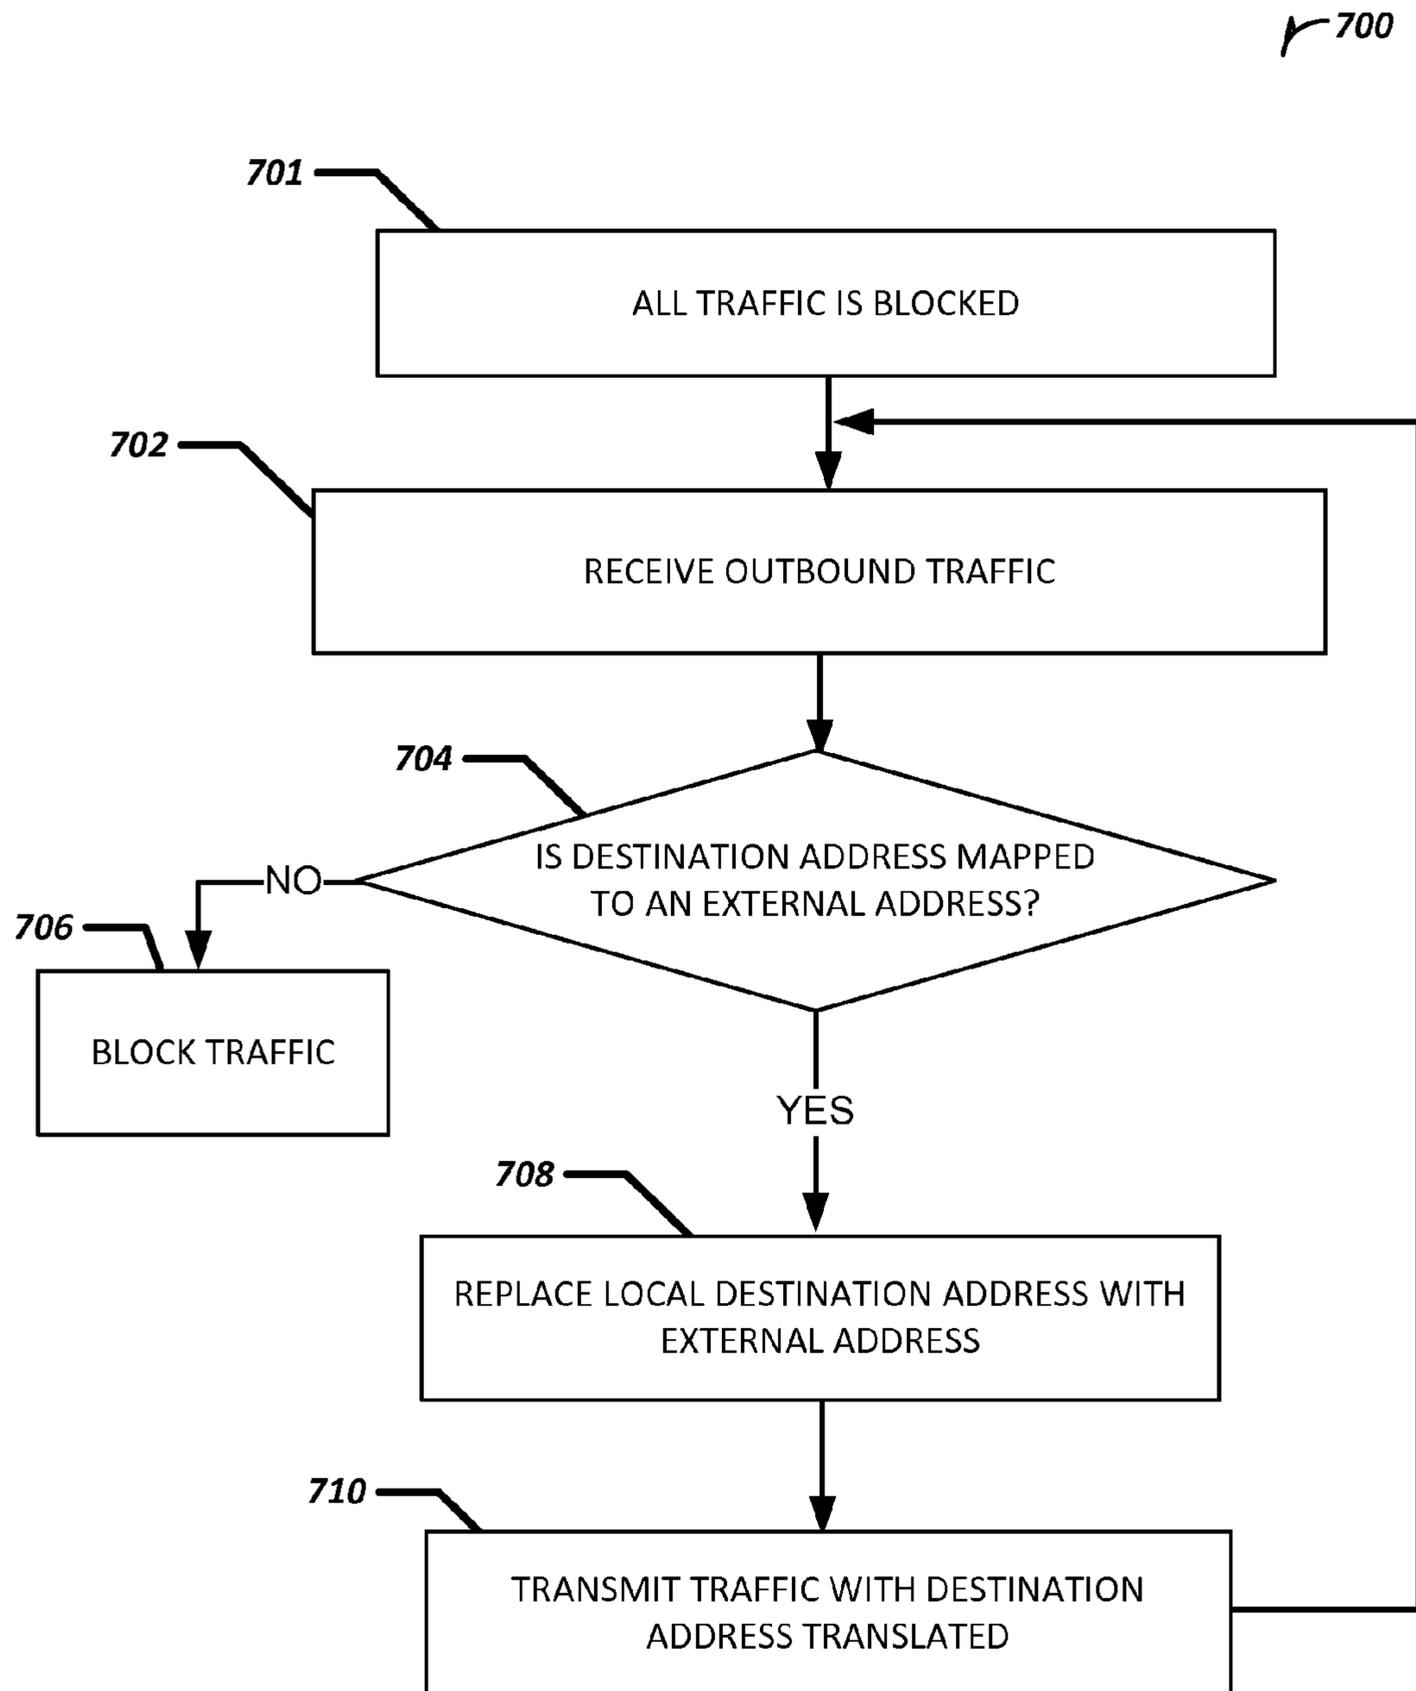 700
701
ALL TRAFFIC IS BLOCKED
702
RECEIVE OUTBOUND TRAFFIC
704
IS DESTINATION ADDRESS MAPPED
TO AN EXTERNAL ADDRESS?
NO
706
BLOCK TRAFFIC
YES
708
REPLACE LOCAL DESTINATION ADDRESS WITH
EXTERNAL ADDRESS
710
TRANSMIT TRAFFIC WITH DESTINATION
ADDRESS TRANSLATED